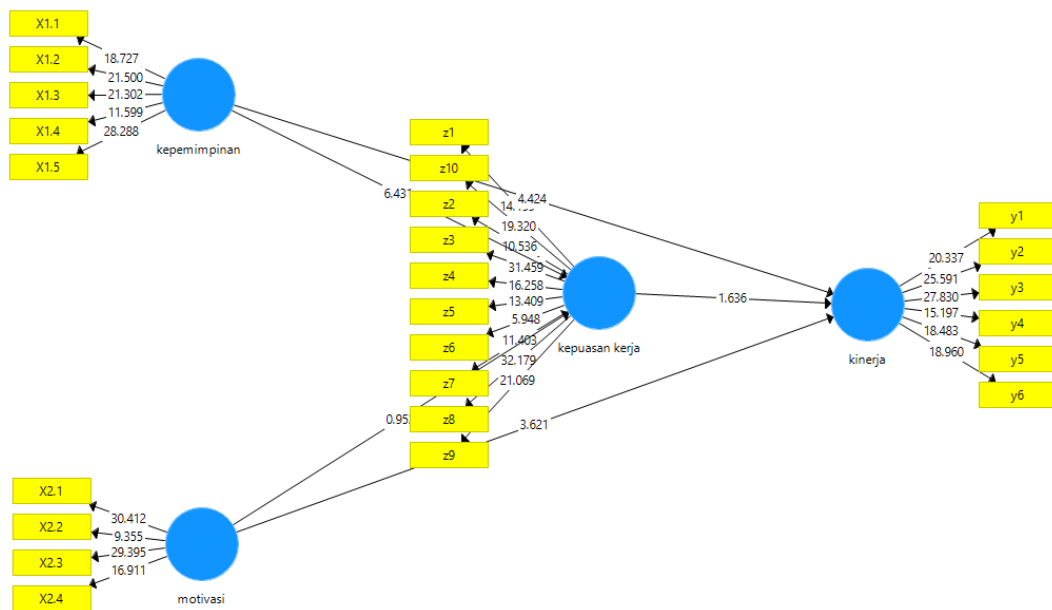 X1.1
X1.2
X1.3
X1.4
X1.5
18.727
21.500
21.302
11.599
28.288
kepemimpinan
z1
z10
z2
z3
z4
z5
z6
z7
z8
z9
6.431
4.424
19.320
10.536
31.459
16.258
13.409
5.948
11.403
32.179
21.069
kepuasan kerja
1.636
3.621
kinerja
20.337
25.591
27.830
15.197
18.483
18.960
y1
y2
y3
y4
y5
y6
X2.1
X2.2
X2.3
X2.4
30.412
9.355
29.395
16.911
motivasi